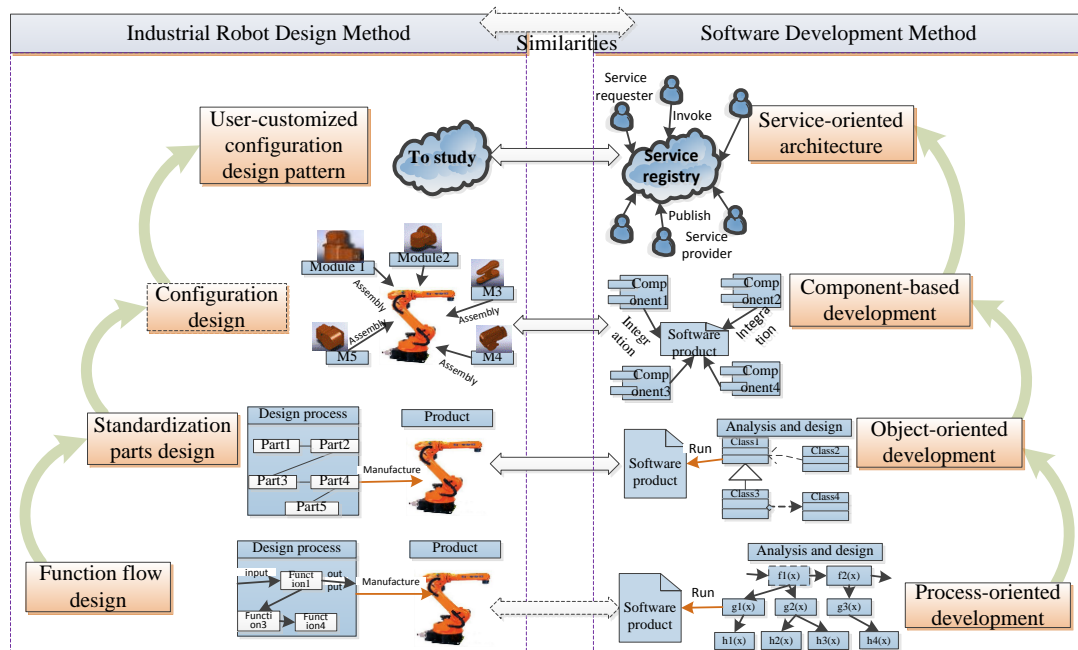 Industrial Robot Design Method
Similarities
Software Development Method
User-customized
configuration
design pattern
To study
Service
requester
Invoke
Service
registry
Publish
Service
provider
Service-oriented
architecture
Configuration
design
Module 1
Module2
M3
M4
M5
Assembly
Assembly
Assembly
Assembly
Comp
onent1
Comp
onent2
Integr
ation
Integra
tion
Software
product
Comp
onent3
Comp
onent4
Component-based
development
Standardization
parts design
Design process
Part1
Part2
Part3
Part4
Part5
Manufacture
Product
Software
product
Run
Analysis and design
Class1
Class2
Class3
Class4
Object-oriented
development
Function flow
design
Design process
input
Funct
ion1
out
put
Functi
on3
Funct
ion4
Manufacture
Product
Software
product
Run
Analysis and design
f1(x)
f2(x)
g1(x)
g2(x)
g3(x)
h1(x)
h2(x)
h3(x)
h4(x)
Process-oriented
development